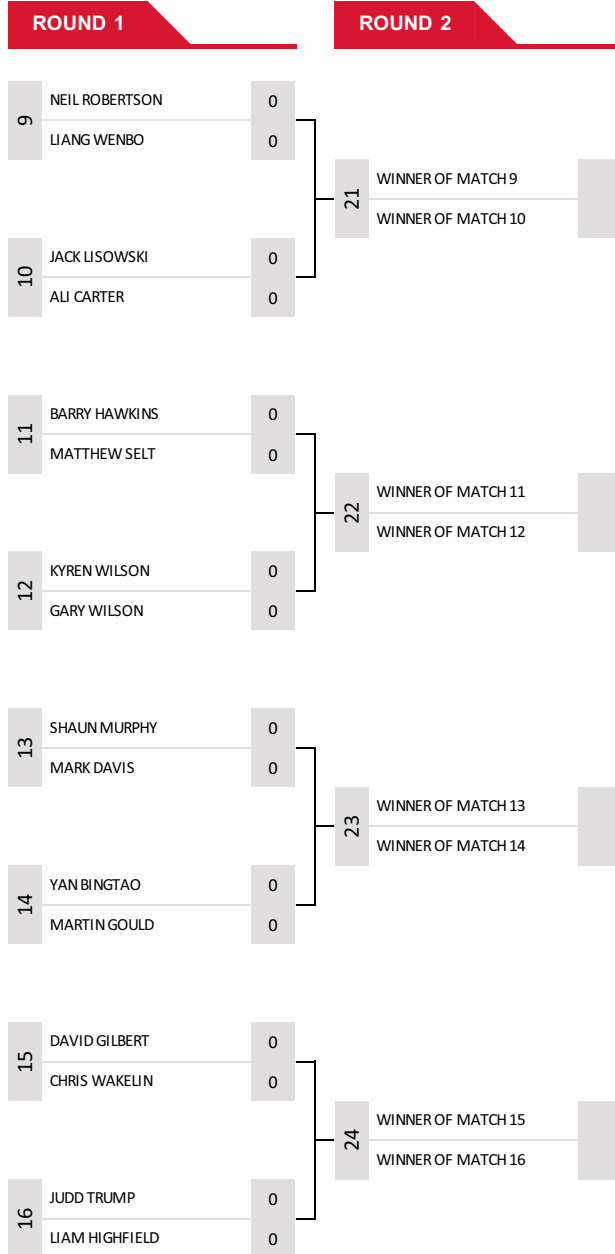 ROUND 1 ROUND 2
9
NEIL ROBERTSON 0
LIANG WENBO 0
21
WINNER OF MATCH 9
WINNER OF MATCH 10
10
JACK LISOWSKI 0
ALI CARTER 0
11
BARRY HAWKINS 0
MATTHEW SELT 0
22
WINNER OF MATCH 11
WINNER OF MATCH 12
12
KYREN WILSON 0
GARY WILSON 0
13
SHAUN MURPHY 0
MARK DAVIS 0
23
WINNER OF MATCH 13
WINNER OF MATCH 14
14
YAN BINGTAO 0
MARTIN GOULD 0
15
DAVID GILBERT 0
CHRIS WAKELIN 0
24
WINNER OF MATCH 15
WINNER OF MATCH 16
16
JUDD TRUMP 0
LIAM HIGHFIELD 0